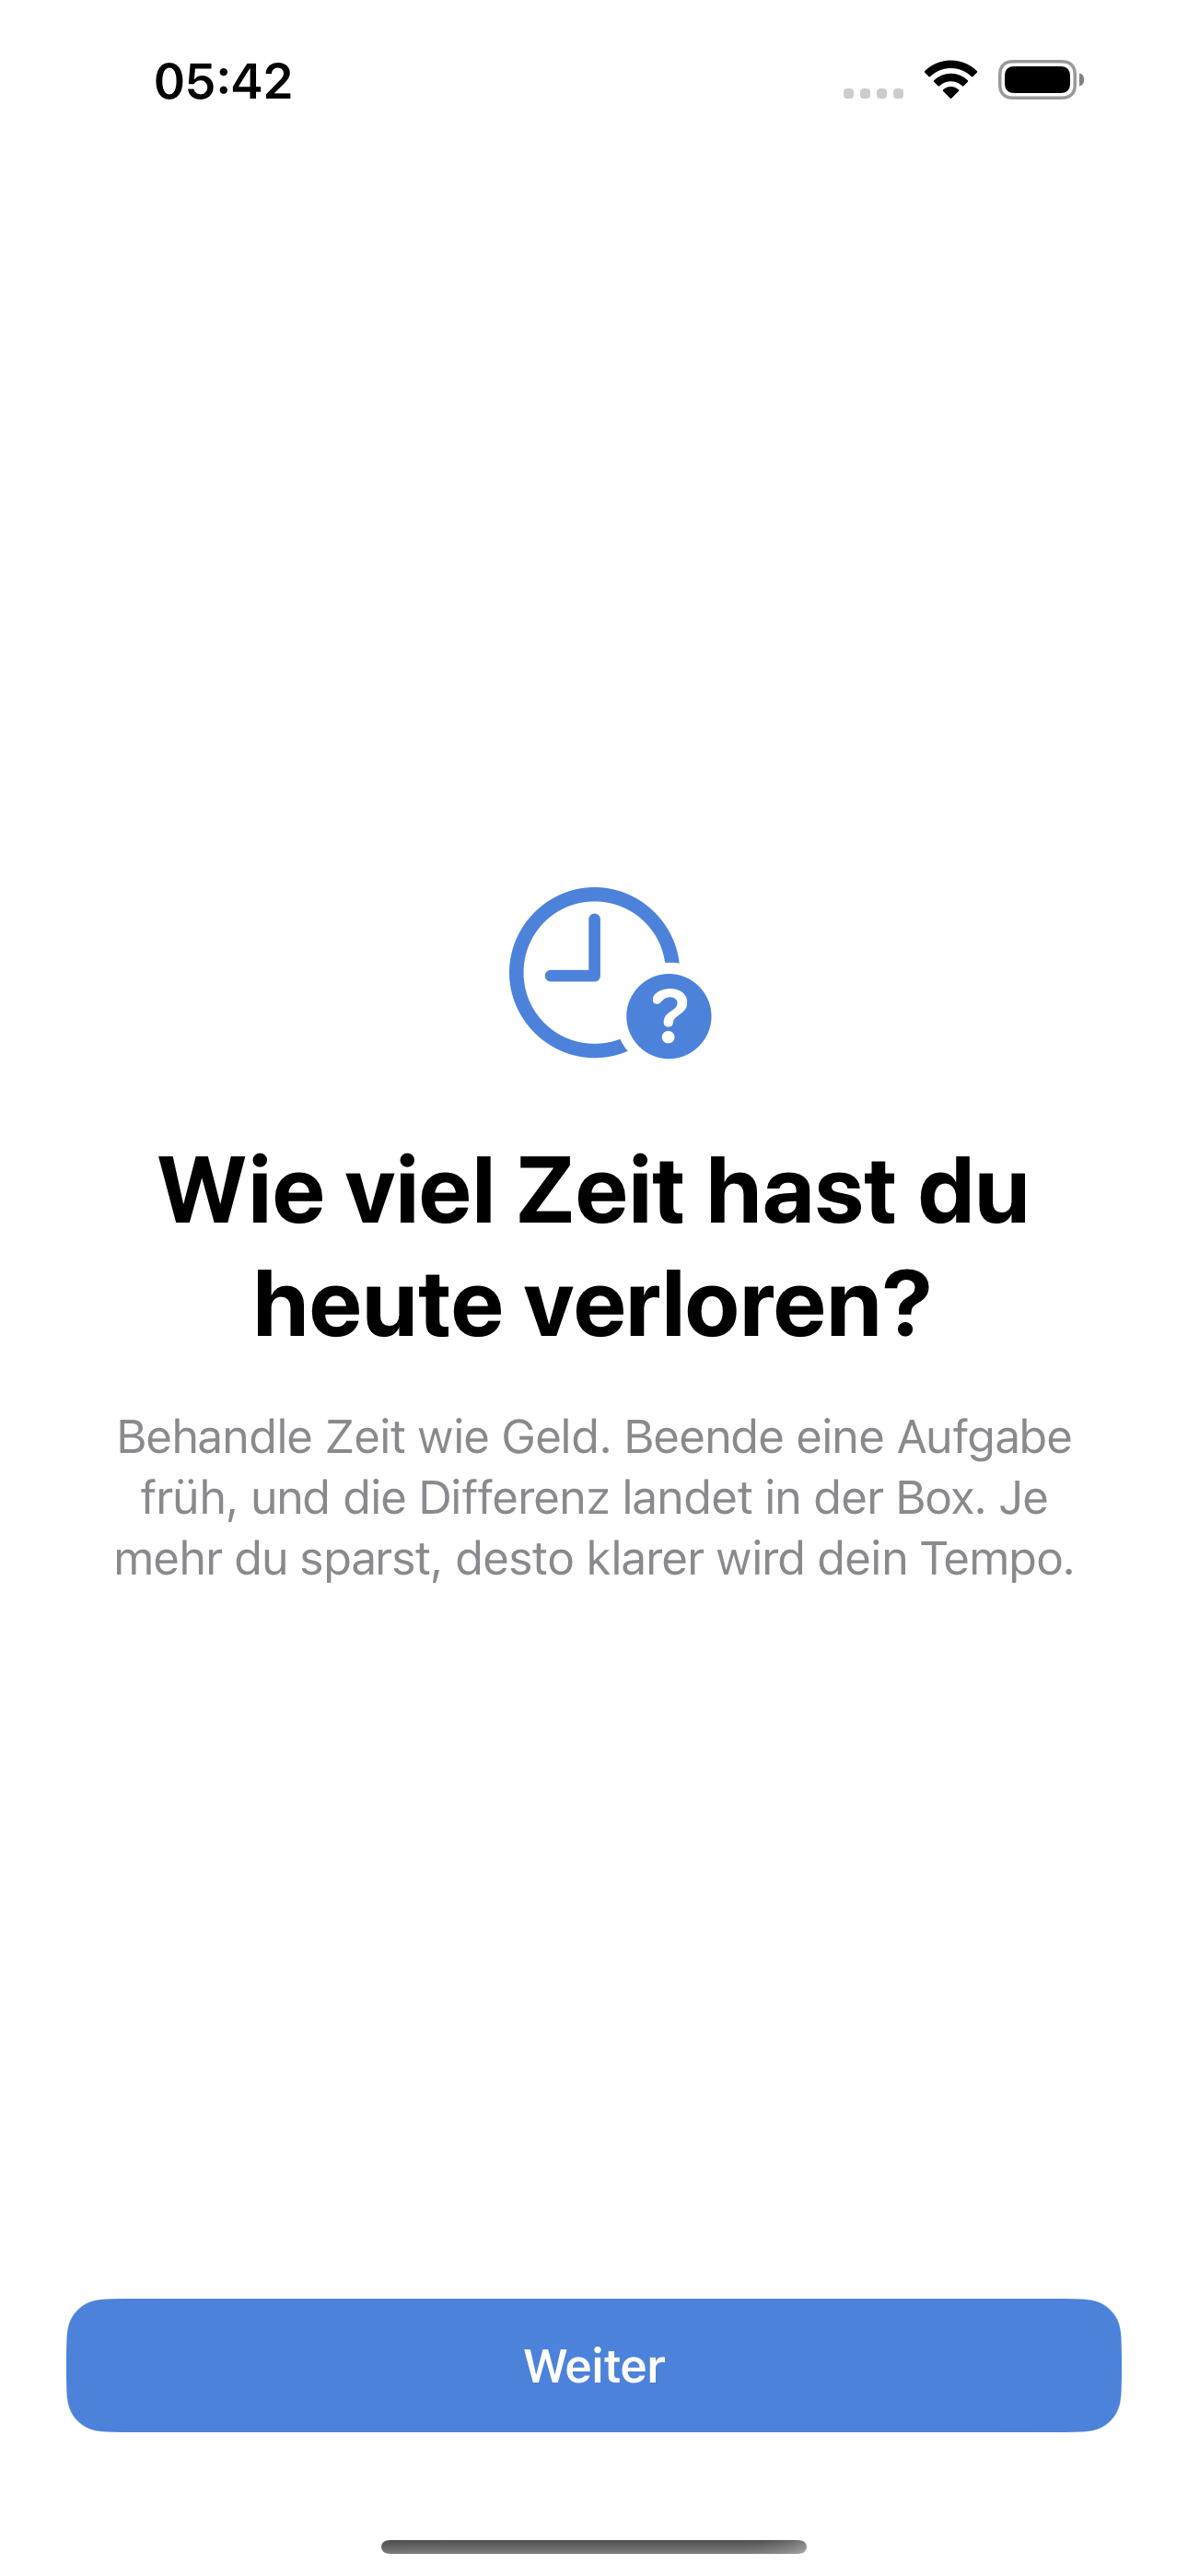 05:42
?
Wie viel Zeit hast du
heute verloren?
Behandle Zeit wie Geld. Beende eine Aufgabe
früh, und die Differenz landet in der Box. Je
mehr du sparst, desto klarer wird dein Tempo.
Weiter